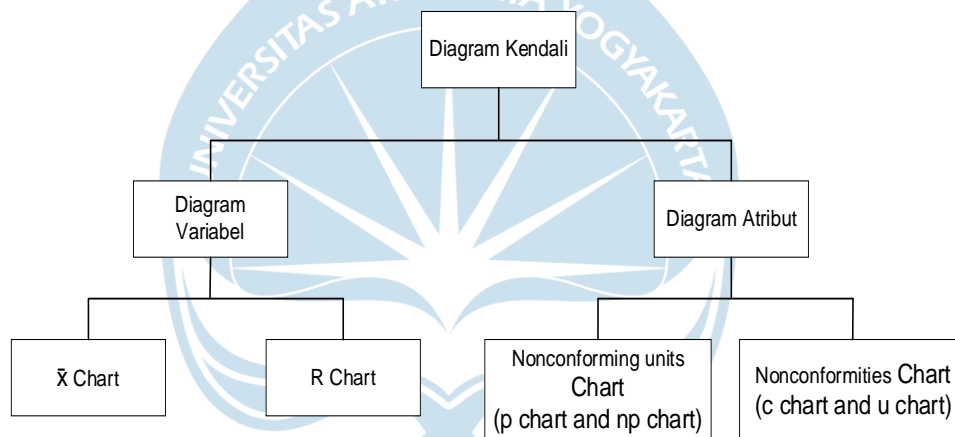 Diagram Kendali
Diagram
Variabel
Diagram Atribut
x̄ Chart
R Chart
Nonconforming units
Chart
(p chart and np chart)
Nonconformities Chart
(c chart and u chart)
YOGYAKARTA